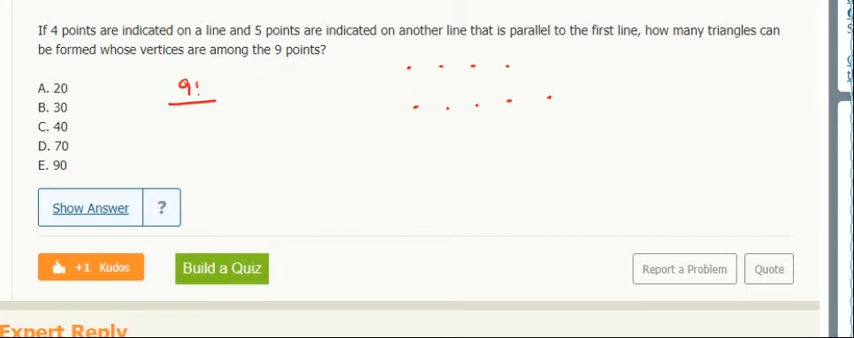 If 4 points are indicated on a line and 5 points are indicated on another line that is parallel to the first line, how many triangles can
be formed whose vertices are among the 9 points?
A. 20
B. 30
C. 40
D. 70
E. 90
9!
Show Answer ?
+1 Kudos
Build a Quiz
Report a Problem
Quote
Expert Reply